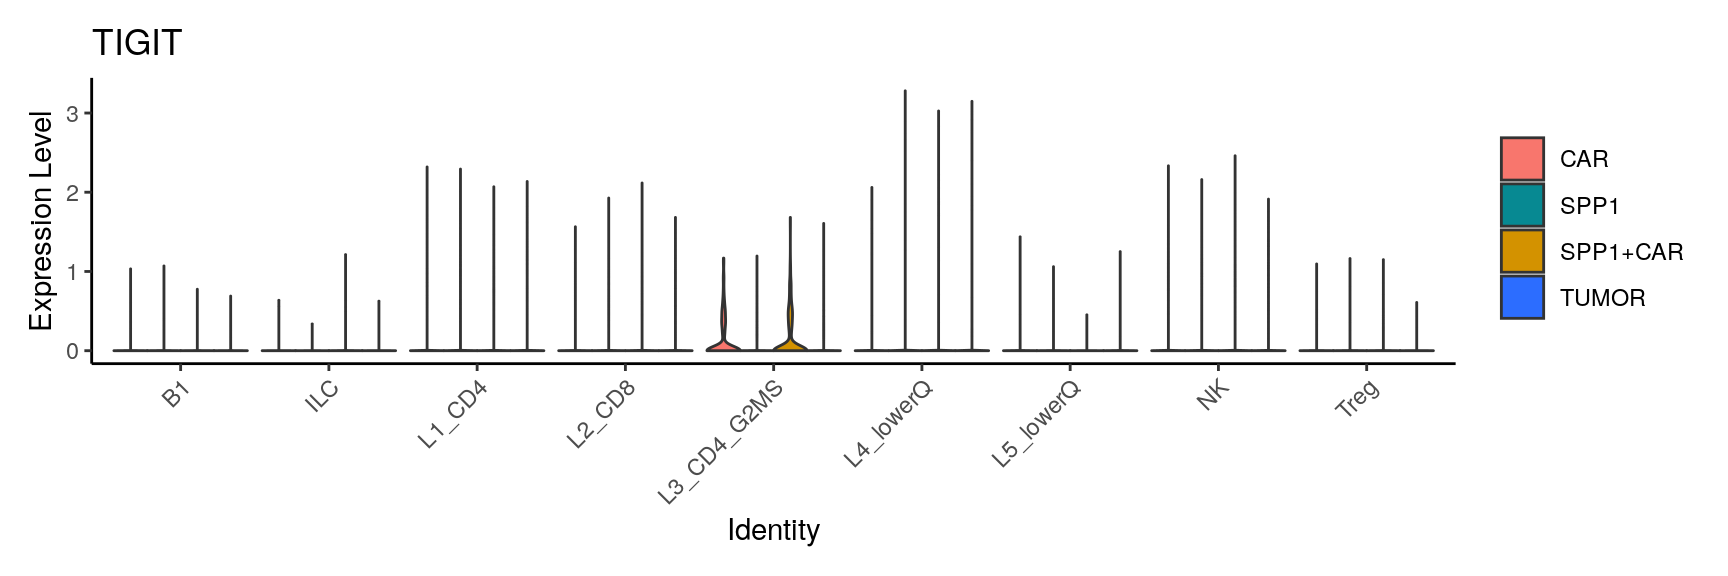 TIGIT
Expression Level
3
2
1
0
B1
ILC
L1_CD4
L2_CD8
L3_CD4_G2MS
L4_lowerQ
L5_lowerQ
NK
Treg
Identity
CAR
SPP1
SPP1+CAR
TUMOR